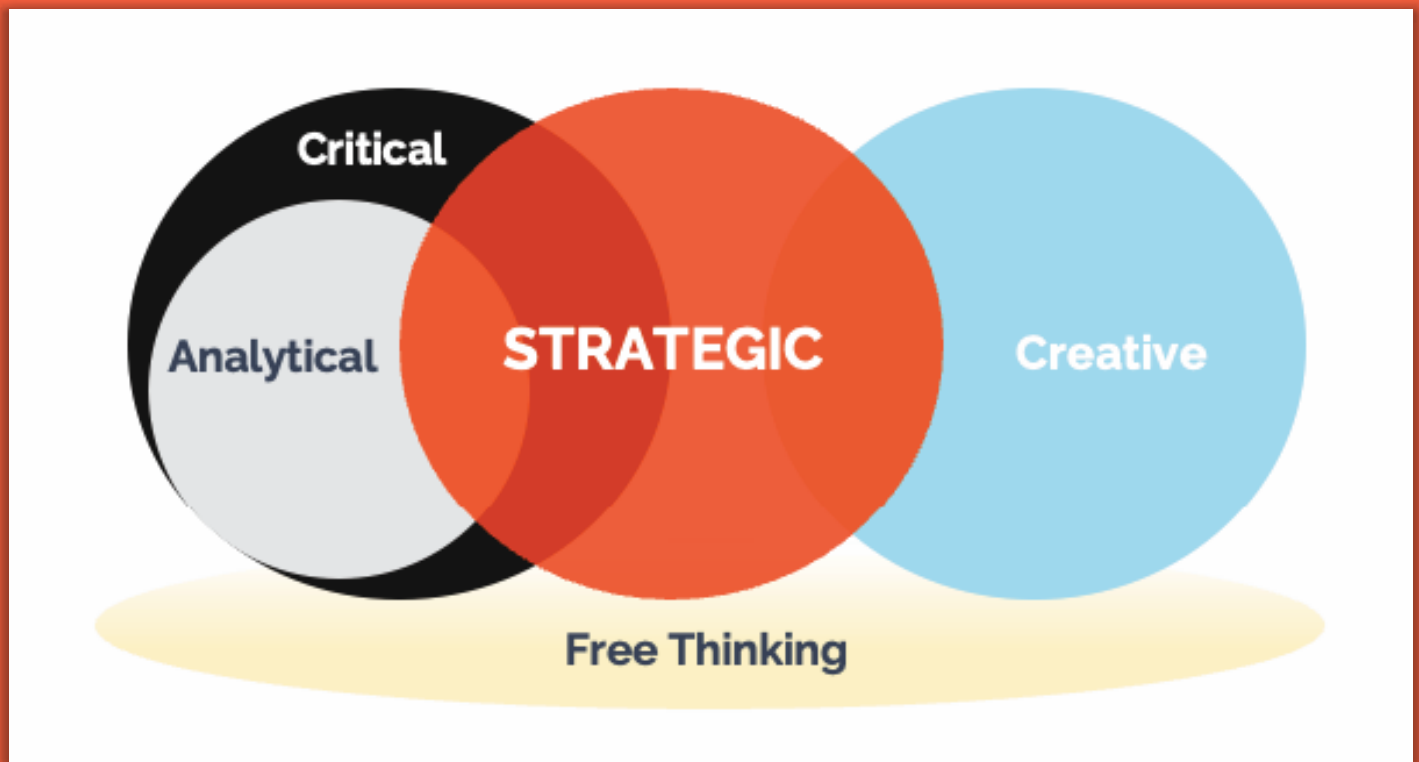 Critical
Analytical
STRATEGIC
Creative
Free Thinking